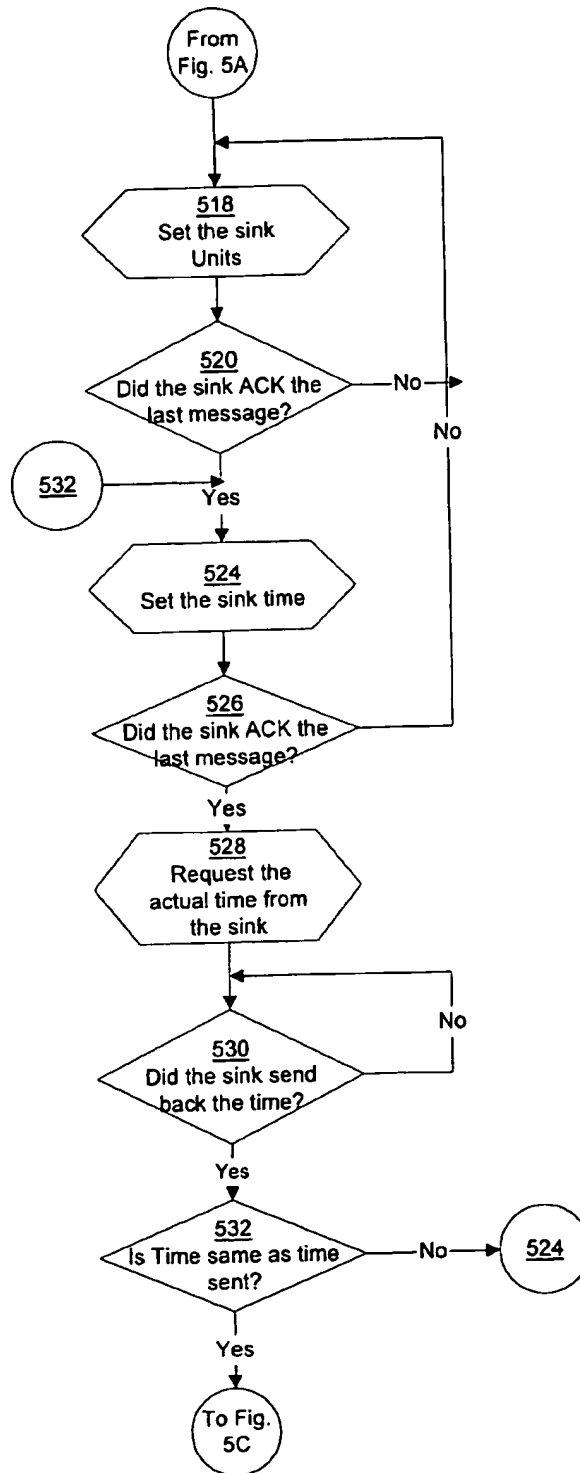 From
Fig. 5A
518
Set the sink
Units
520
Did the sink ACK the
last message?
No
No
532
Yes
524
Set the sink time
526
Did the sink ACK the
last message?
Yes
528
Request the
actual time from
the sink
No
530
Did the sink send
back the time?
Yes
532
Is Time same as time
sent?
No
524
Yes
To Fig.
5C